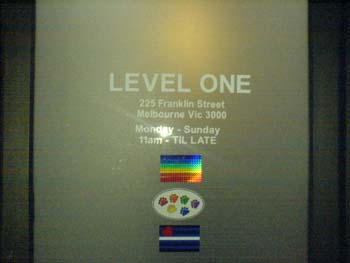 LEVEL ONE
225 Franklin Street
Melbourne Vic 3000
Monday - Sunday
11am - TIL LATE